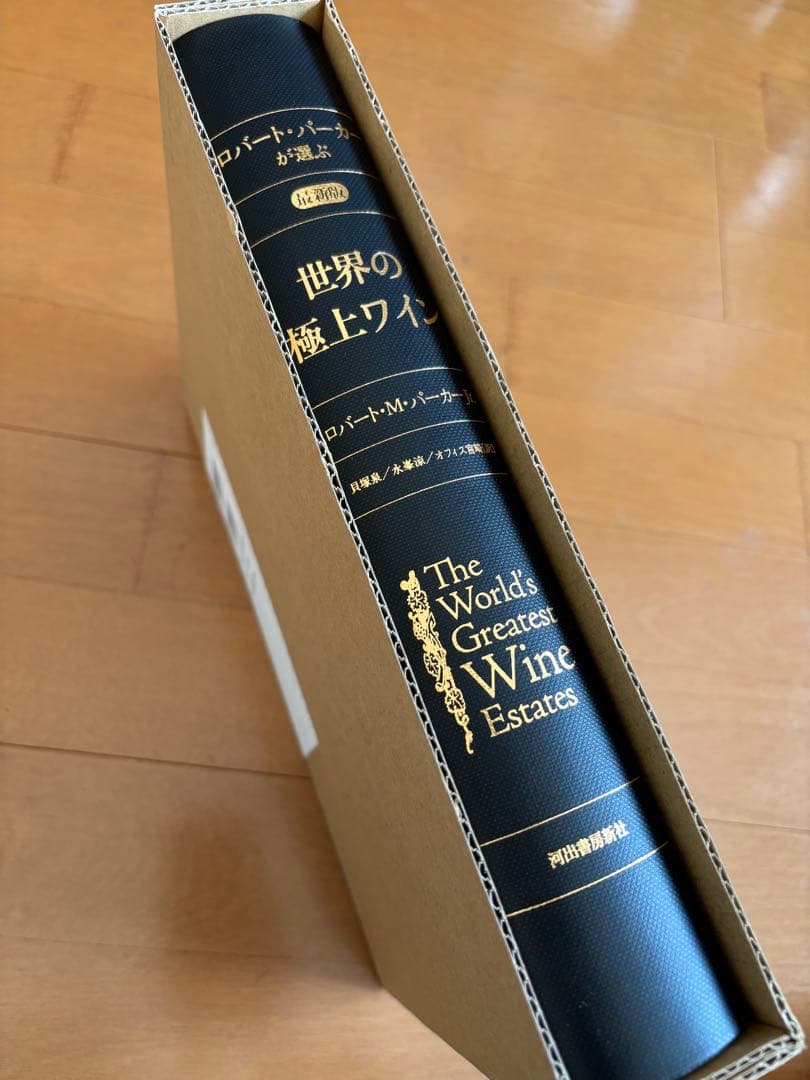 ロバート・パーカー
が選ぶ
最新版
世界の
極上ワイン
ロバート・M・パーカーJr.
貝塚泉／永峯涼／オフィス宮崎[訳]
The
World's
Greatest
Wine
Estates
河出書房新社